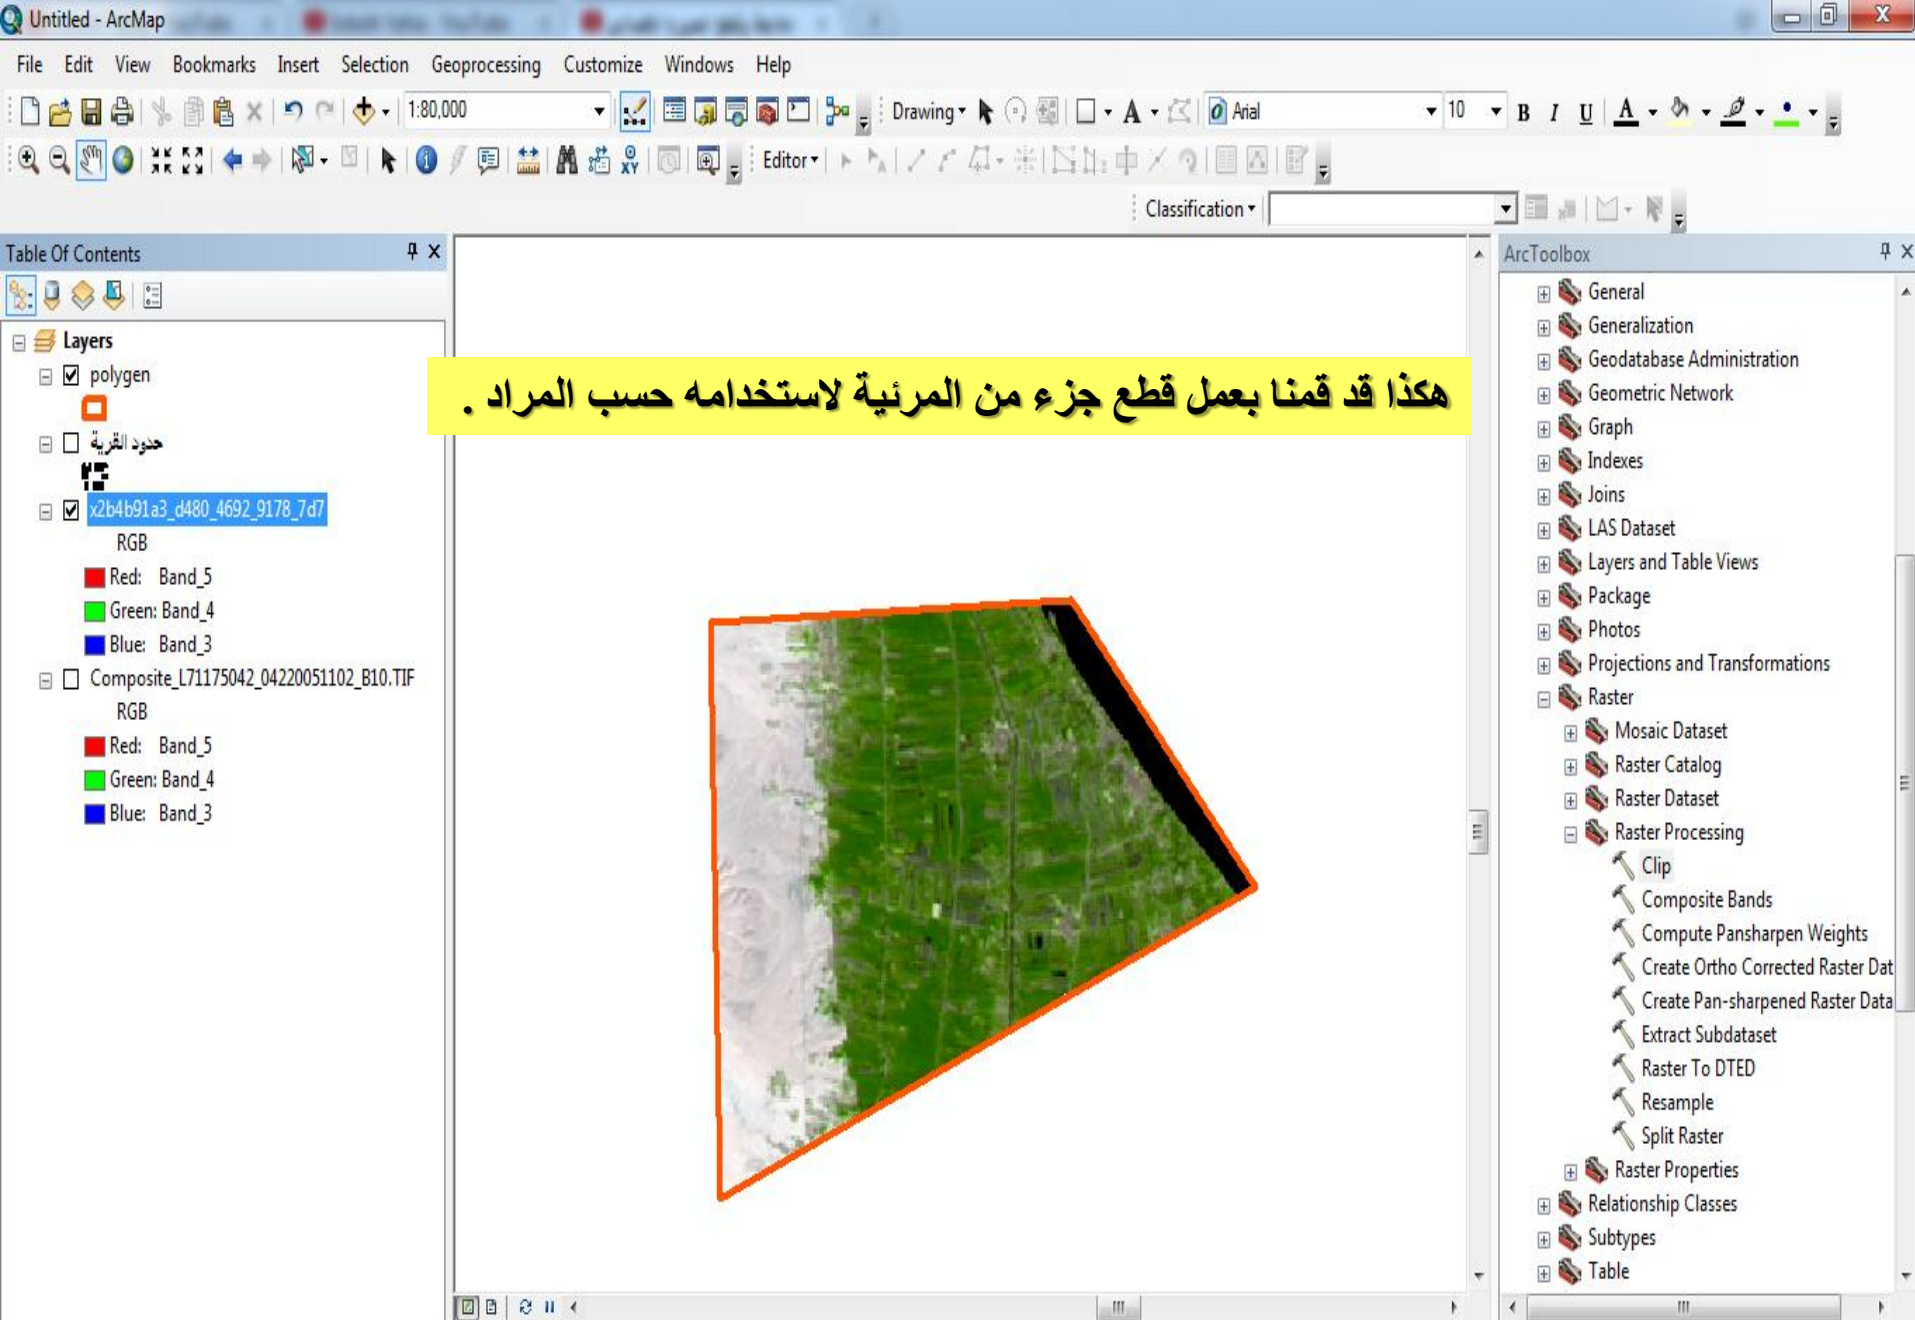 Untitled - ArcMap
File Edit View Bookmarks Insert Selection Geoprocessing Customize Windows Help
1:80,000
Drawing
A
Arial
10
B I U A
Editor
Classification
Table Of Contents
Layers
polygen
حدود القرية
x2b4b91a3_d480_4692_9178_7d7
RGB
Red: Band_5
Green: Band_4
Blue: Band_3
Composite_L71175042_04220051102_B10.TIF
RGB
Red: Band_5
Green: Band_4
Blue: Band_3
هكذا قد قمنا بعمل قطع جزء من المرئية لاستخدامه حسب المراد .
ArcToolbox
General
Generalization
Geodatabase Administration
Geometric Network
Graph
Indexes
Joins
LAS Dataset
Layers and Table Views
Package
Photos
Projections and Transformations
Raster
Mosaic Dataset
Raster Catalog
Raster Dataset
Raster Processing
Clip
Composite Bands
Compute Pansharpen Weights
Create Ortho Corrected Raster Dat
Create Pan-sharpened Raster Data
Extract Subdataset
Raster To DTED
Resample
Split Raster
Raster Properties
Relationship Classes
Subtypes
Table